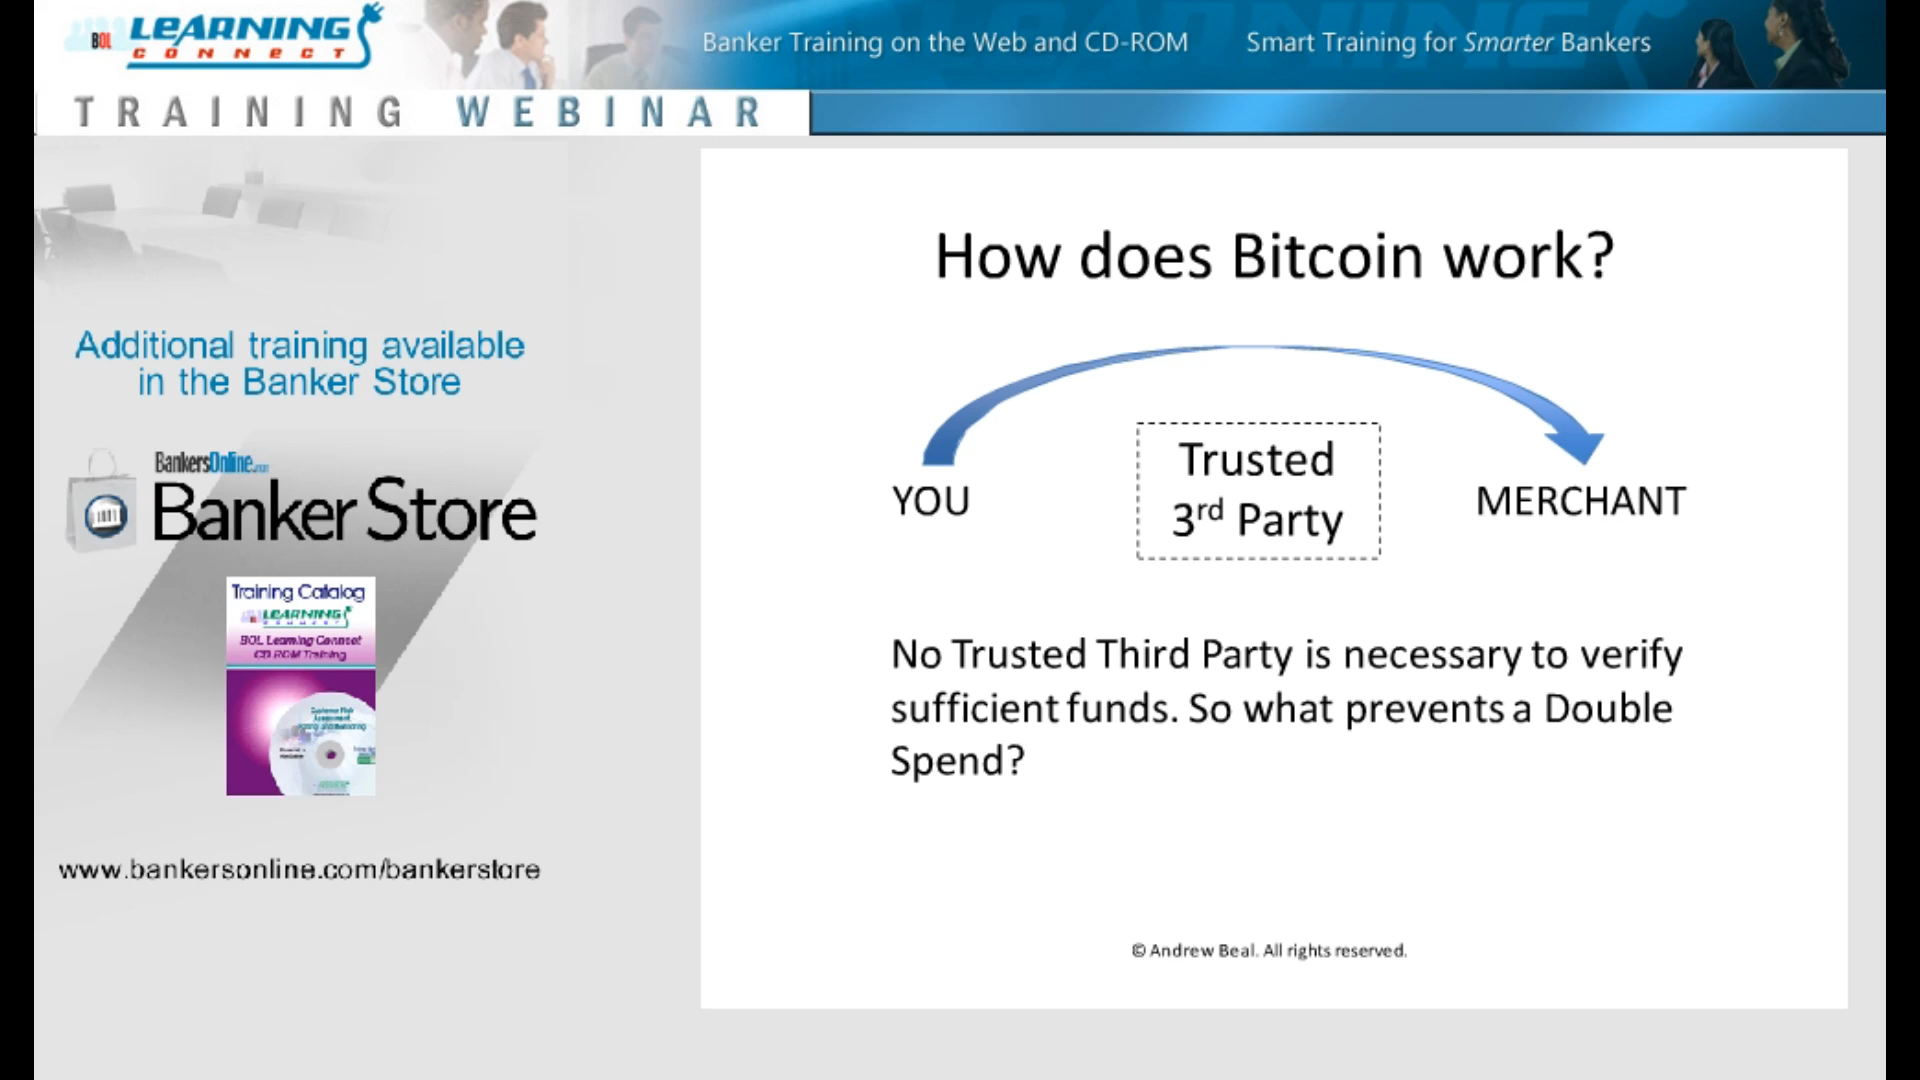 BOL LEARNING
CONNECT
Banker Training on the Web and CD-ROM
Smart Training for Smarter Bankers
TRAINING WEBINAR
Additional training available
in the Banker Store
BankersOnline.com
Banker Store
Training Catalog
LEARNING
CONNECT
BOL Learning Connect
CD ROM Training
www.bankersonline.com/bankerstore
How does Bitcoin work?
YOU
Trusted
3rd Party
MERCHANT
No Trusted Third Party is necessary to verify
sufficient funds. So what prevents a Double
Spend?
© Andrew Beal. All rights reserved.